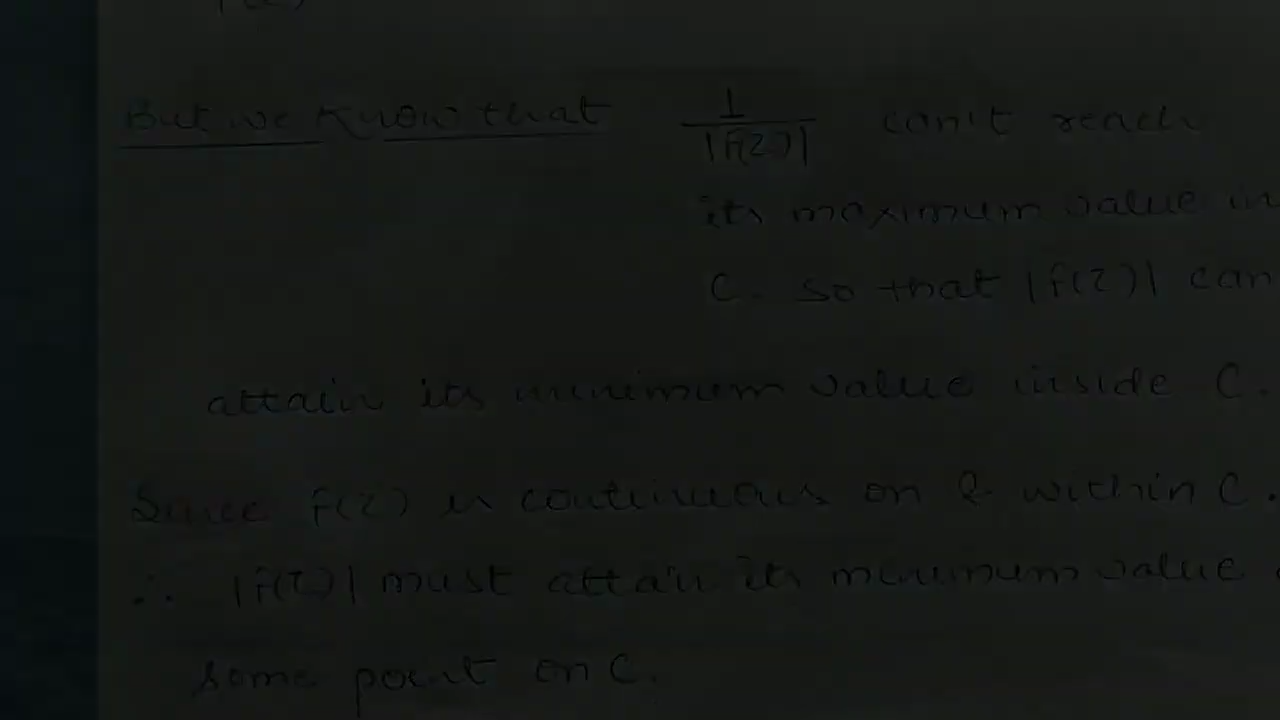 But we know that 1/|f(z)| can't reach
its maximum value in
C. so that |f(z)| can
attain its minimum value inside C.
Since f(z) is continuous on & within C.
∴ |f(z)| must attain its minimum value
some point on C.